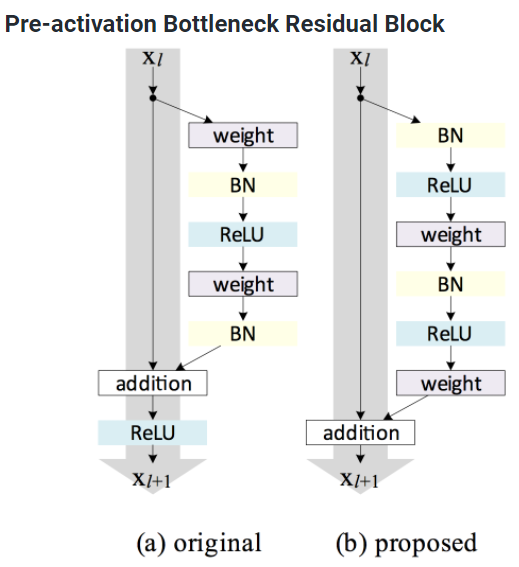 Pre-activation Bottleneck Residual Block
xl
weight
BN
ReLU
weight
BN
addition
ReLU
xl+1
(a) original
xl
BN
ReLU
weight
BN
ReLU
weight
addition
xl+1
(b) proposed